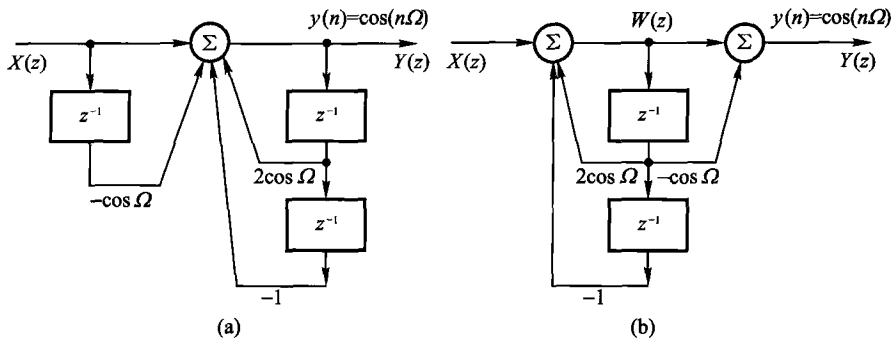 y(n)=cos(nΩ)
Σ
X(z)
Y(z)
z⁻¹
z⁻¹
−cos Ω
2cos Ω
z⁻¹
−1
(a)
W(z)
y(n)=cos(nΩ)
Σ
Σ
X(z)
Y(z)
z⁻¹
2cos Ω
−cos Ω
z⁻¹
−1
(b)